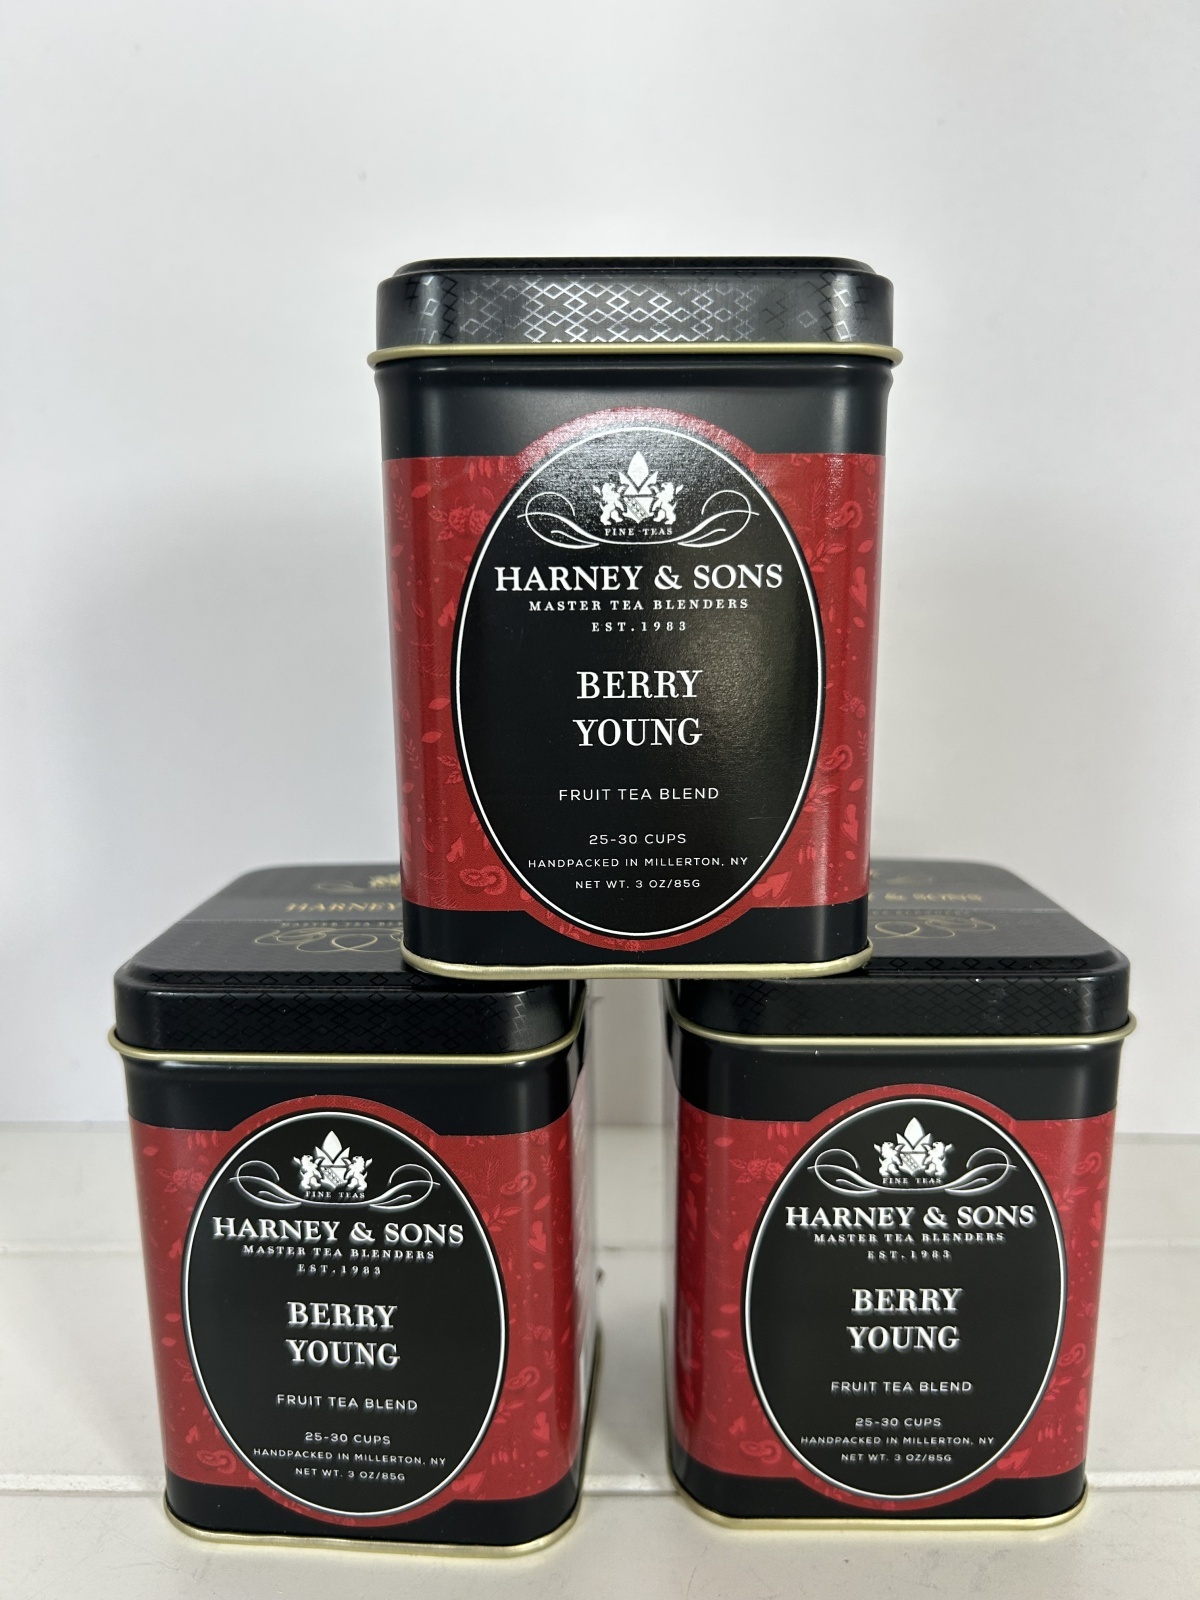 FINE TEAS
HARNEY & SONS
MASTER TEA BLENDERS
EST.1983
BERRY
YOUNG
FRUIT TEA BLEND
25-30 CUPS
HANDPACKED IN MILLERTON, NY
NET WT. 3 OZ/85G
HARNEY
& SONS
FINE TEAS
HARNEY & SONS
MASTER TEA BLENDERS
EST.1983
BERRY
YOUNG
FRUIT TEA BLEND
25-30 CUPS
HANDPACKED IN MILLERTON, NY
NET WT. 3 OZ/85G
FINE TEAS
HARNEY & SONS
MASTER TEA BLENDERS
EST.1983
BERRY
YOUNG
FRUIT TEA BLEND
25-30 CUPS
HANDPACKED IN MILLERTON, NY
NET WT. 3 OZ/85G